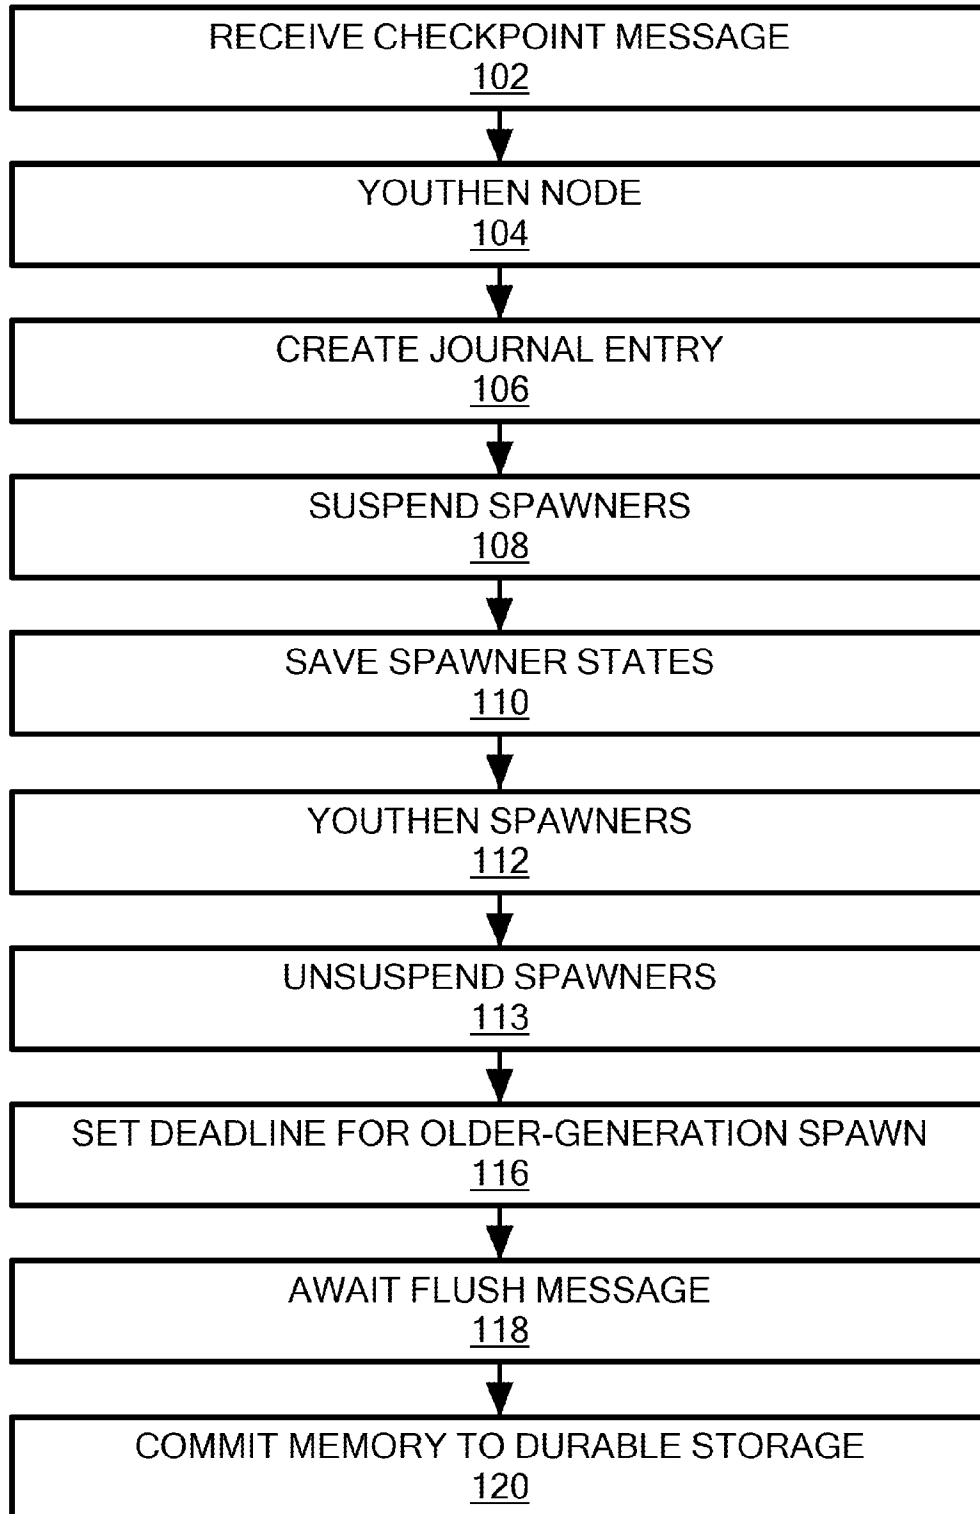 RECEIVE CHECKPOINT MESSAGE
102
YOUTHEN NODE
104
CREATE JOURNAL ENTRY
106
SUSPEND SPAWNERS
108
SAVE SPAWNER STATES
110
YOUTHEN SPAWNERS
112
UNSUSPEND SPAWNERS
113
SET DEADLINE FOR OLDER-GENERATION SPAWN
116
AWAIT FLUSH MESSAGE
118
COMMIT MEMORY TO DURABLE STORAGE
120